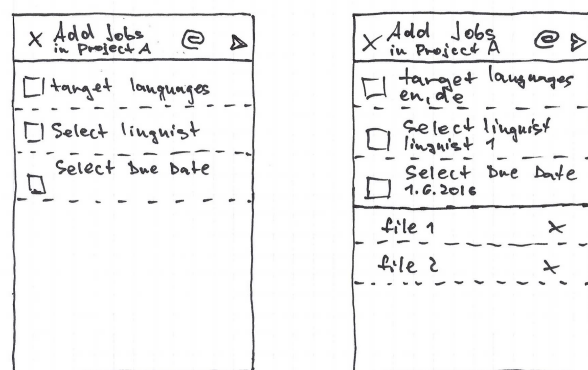 X Add Jobs
in Project A
target languages
Select linguist
Select Due Date
X Add Jobs
in Project A
target languages
en, de
Select linguist
linguist 1
Select Due Date
1.6.2016
file 1 X
file 2 X